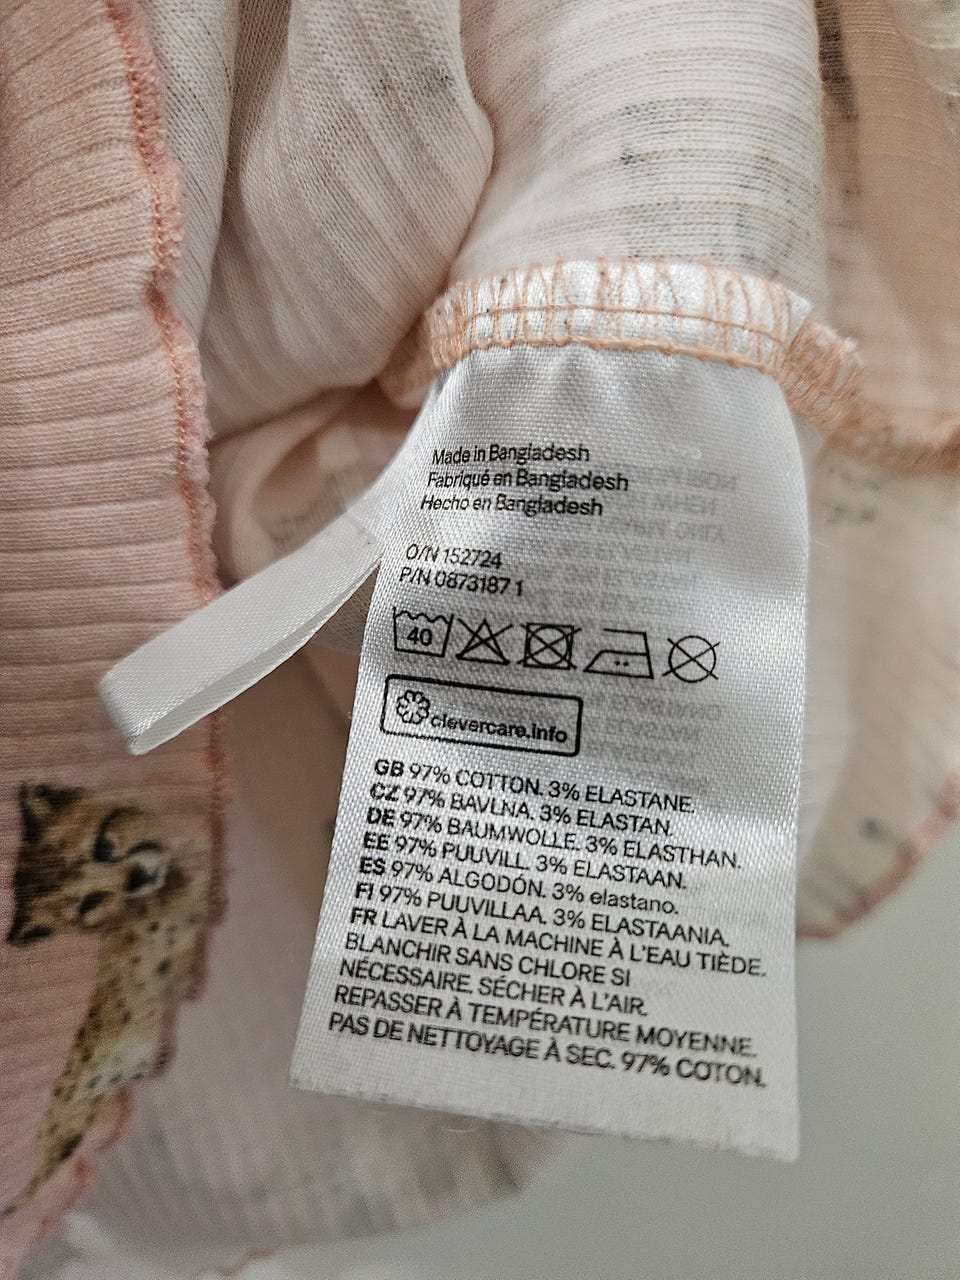 Made in Bangladesh
Fabriqué en Bangladesh
Hecho en Bangladesh
O/N 152724
P/N 0873187 1
40
clevercare.info
GB 97% COTTON. 3% ELASTANE.
CZ 97% BAVLNA. 3% ELASTAN.
DE 97% BAUMWOLLE. 3% ELASTHAN.
EE 97% PUUVILL. 3% ELASTAAN.
ES 97% ALGODÓN. 3% elastano.
FI 97% PUUVILLAA. 3% ELASTAANIA.
FR LAVER À LA MACHINE À L'EAU TIÈDE.
BLANCHIR SANS CHLORE SI
NÉCESSAIRE. SÉCHER À L'AIR.
REPASSER À TEMPÉRATURE MOYENNE.
PAS DE NETTOYAGE À SEC. 97% COTON.